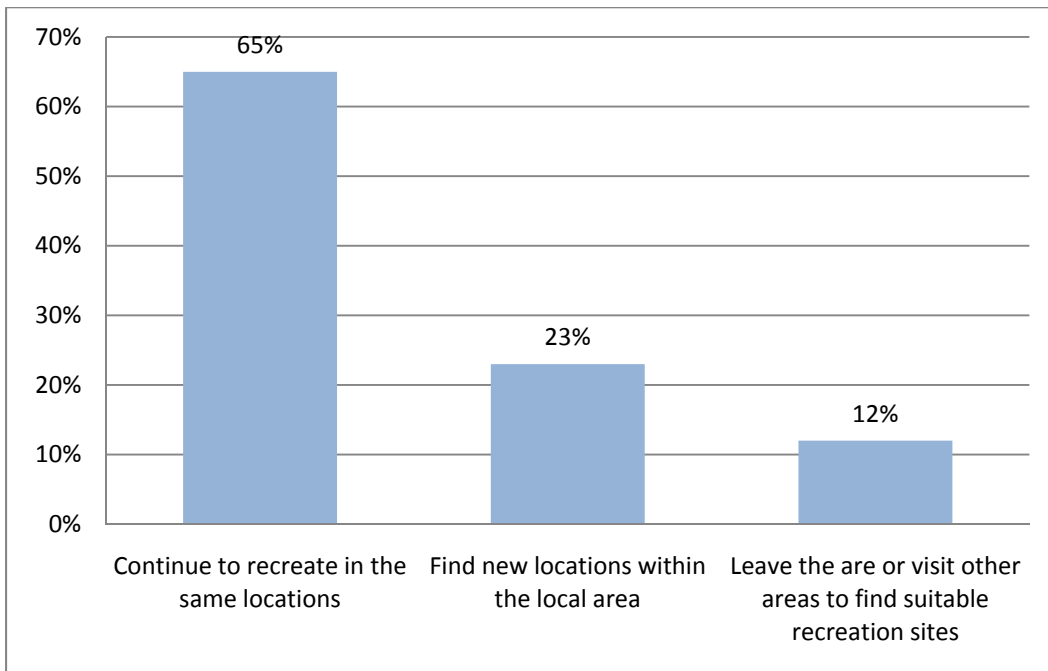 70%
65%
60%
50%
40%
30%
23%
20%
12%
10%
0%
Continue to recreate in the
same locations
Find new locations within
the local area
Leave the are or visit other
areas to find suitable
recreation sites